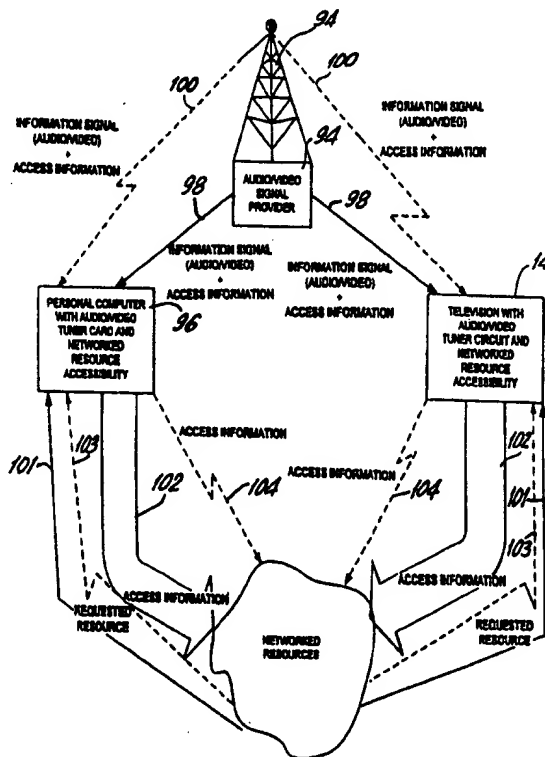 94
100
100
INFORMATION SIGNAL
(AUDIO/VIDEO)
+
ACCESS INFORMATION
INFORMATION SIGNAL
(AUDIO/VIDEO)
+
ACCESS INFORMATION
94
AUDIO/VIDEO
SIGNAL
PROVIDER
98
98
INFORMATION SIGNAL
(AUDIO/VIDEO)
+
ACCESS INFORMATION
INFORMATION SIGNAL
(AUDIO/VIDEO)
+
ACCESS INFORMATION
PERSONAL COMPUTER
WITH AUDIO/VIDEO
TUNER CARD AND
NETWORKED
RESOURCE
ACCESSIBILITY
96
14
TELEVISION WITH
AUDIO/VIDEO
TUNER CIRCUIT AND
NETWORKED
RESOURCE
ACCESSIBILITY
ACCESS INFORMATION
ACCESS INFORMATION
101
103
102
104
104
102
101
103
ACCESS INFORMATION
REQUESTED
RESOURCE
ACCESS INFORMATION
REQUESTED
RESOURCE
NETWORKED
RESOURCES